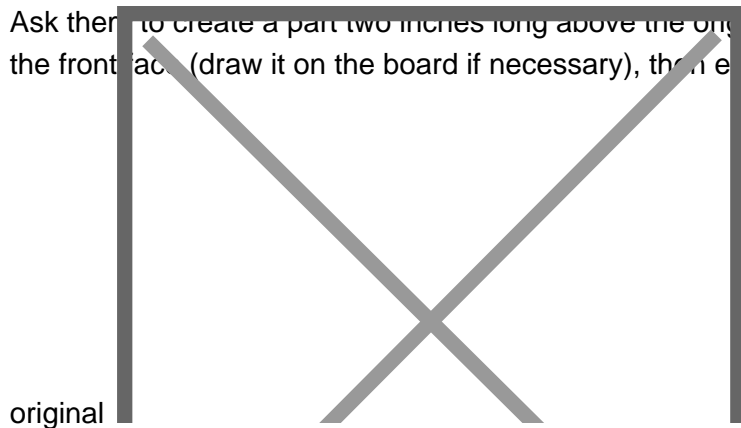 Ask them to create a part two inches long above the
the front face (draw it on the board if necessary), then
original